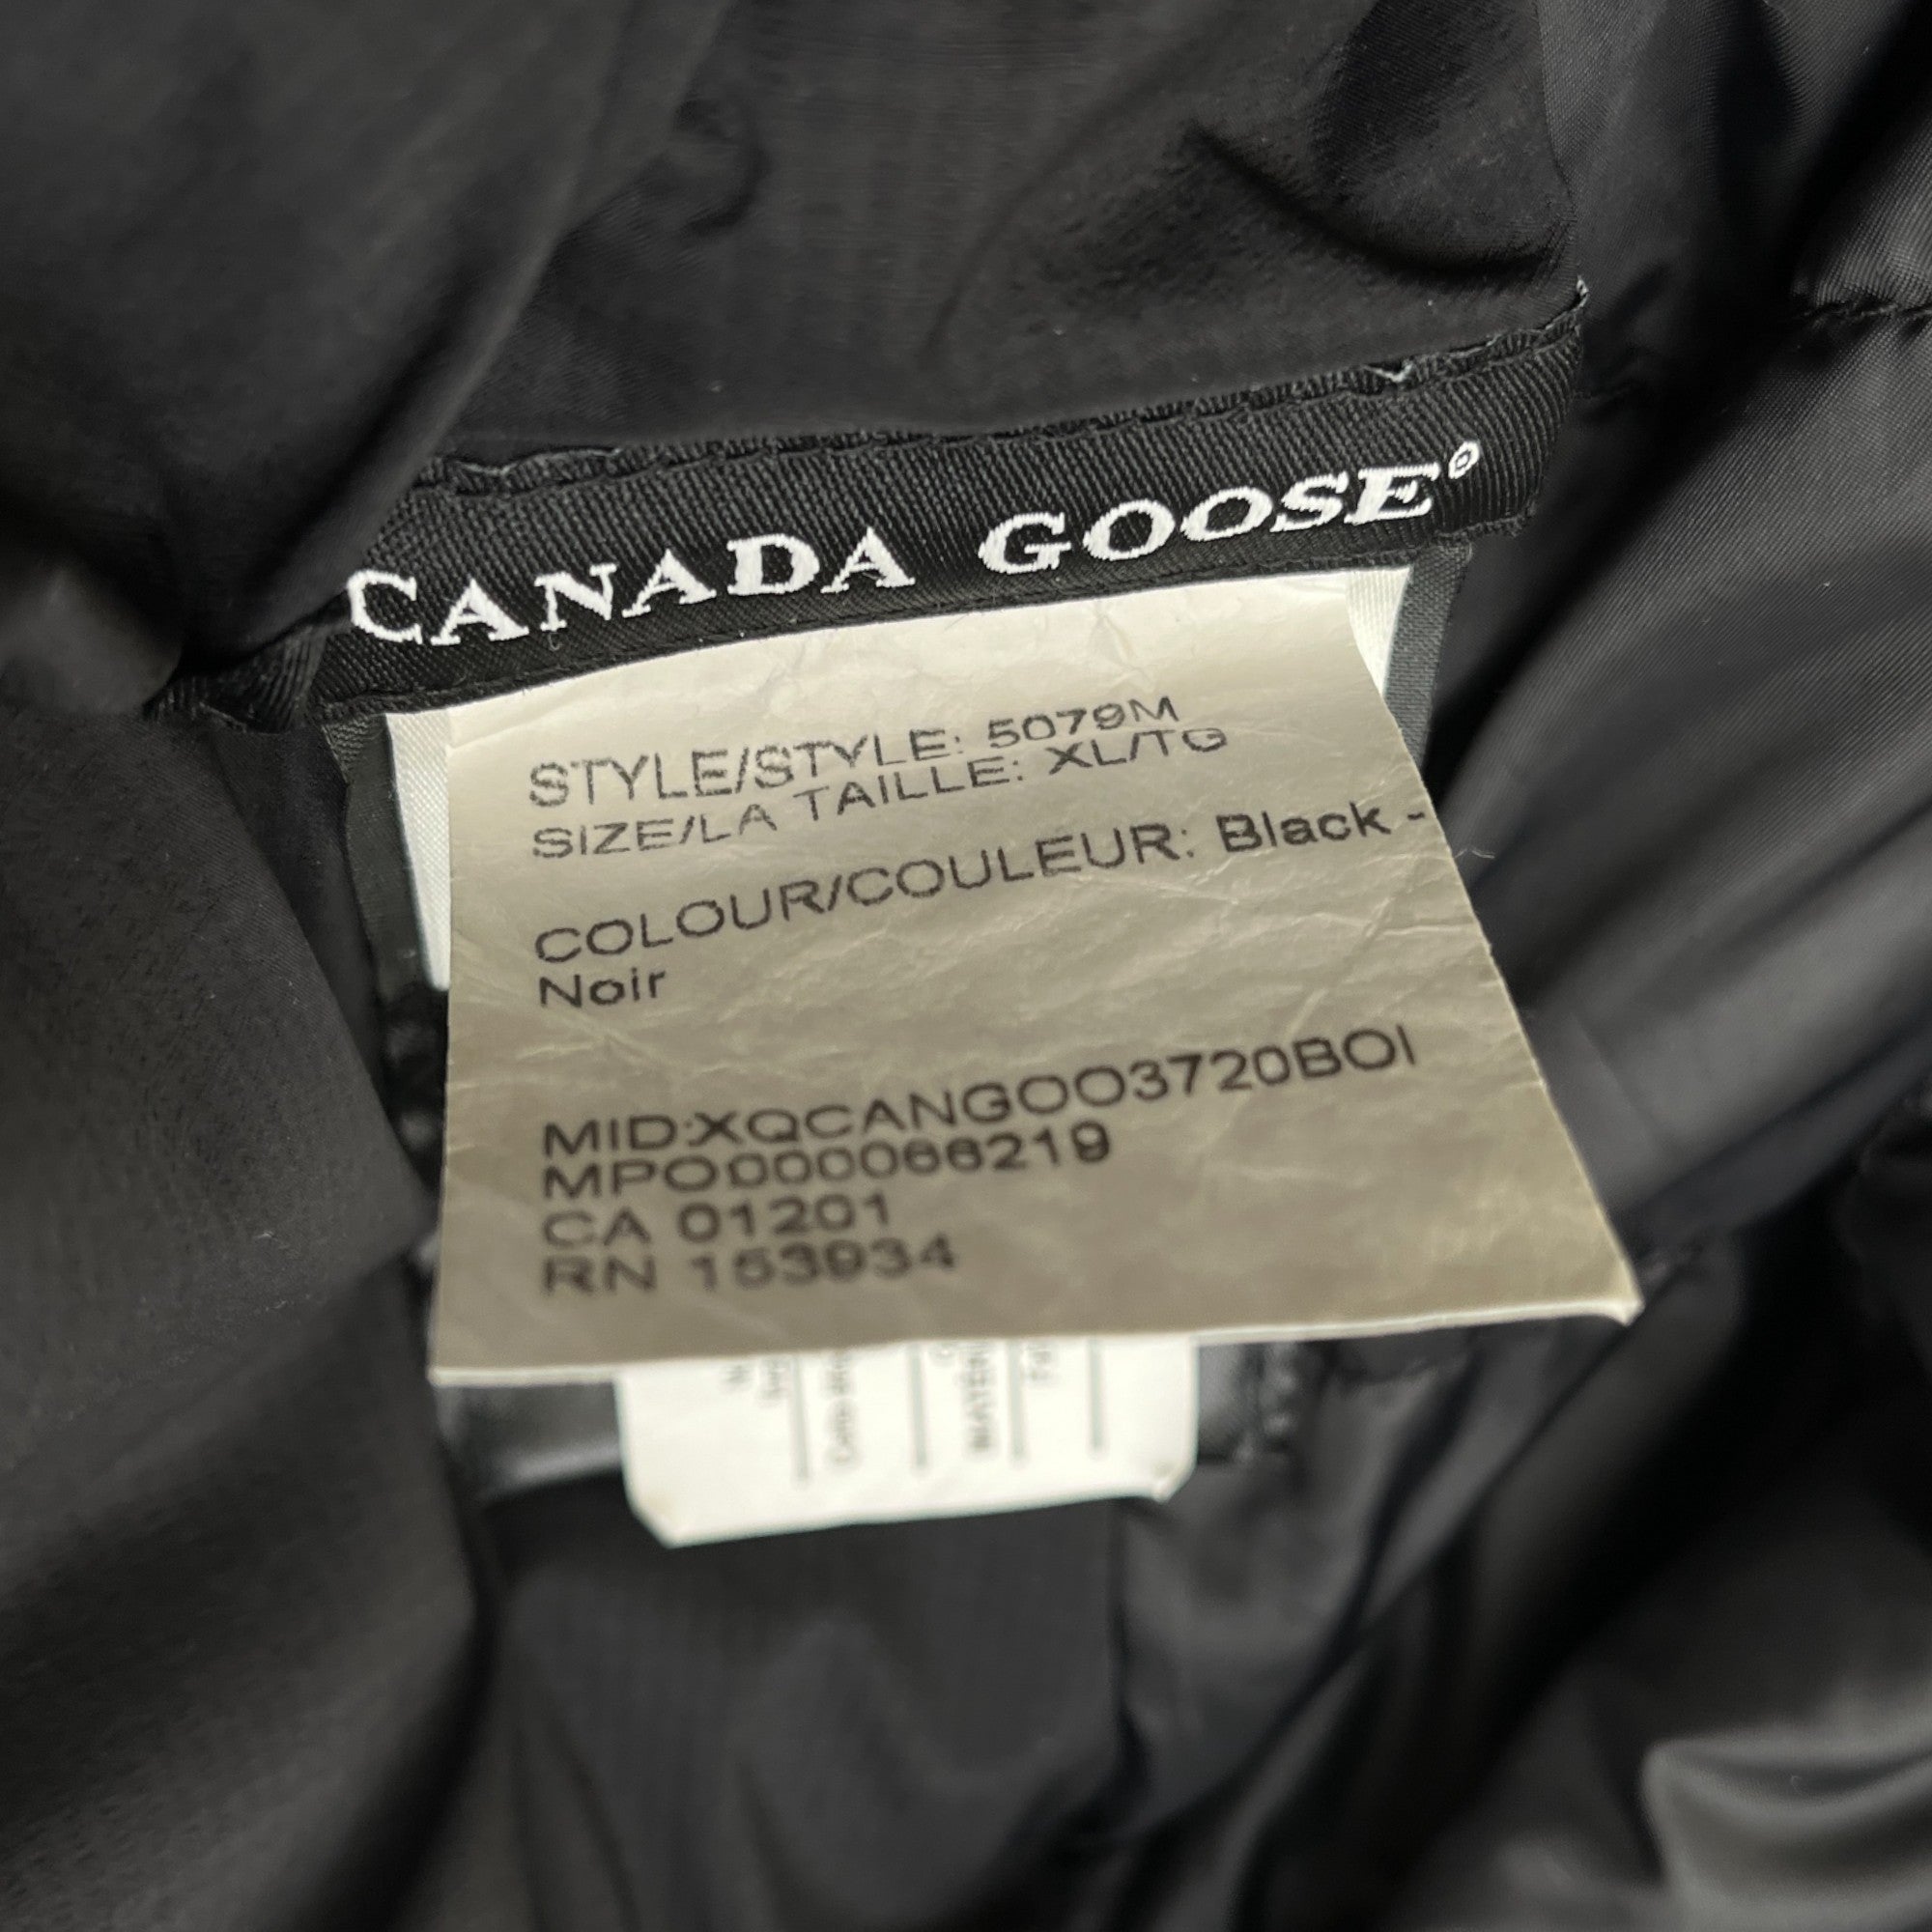 CANADA GOOSE®
STYLE/STYLE: 5079M
SIZE/LA TAILLE: XL/TG
COLOUR/COULEUR: Black -
Noir
MID:XQCANGOO3720BOI
MPO000066219
CA 01201
RN 153934